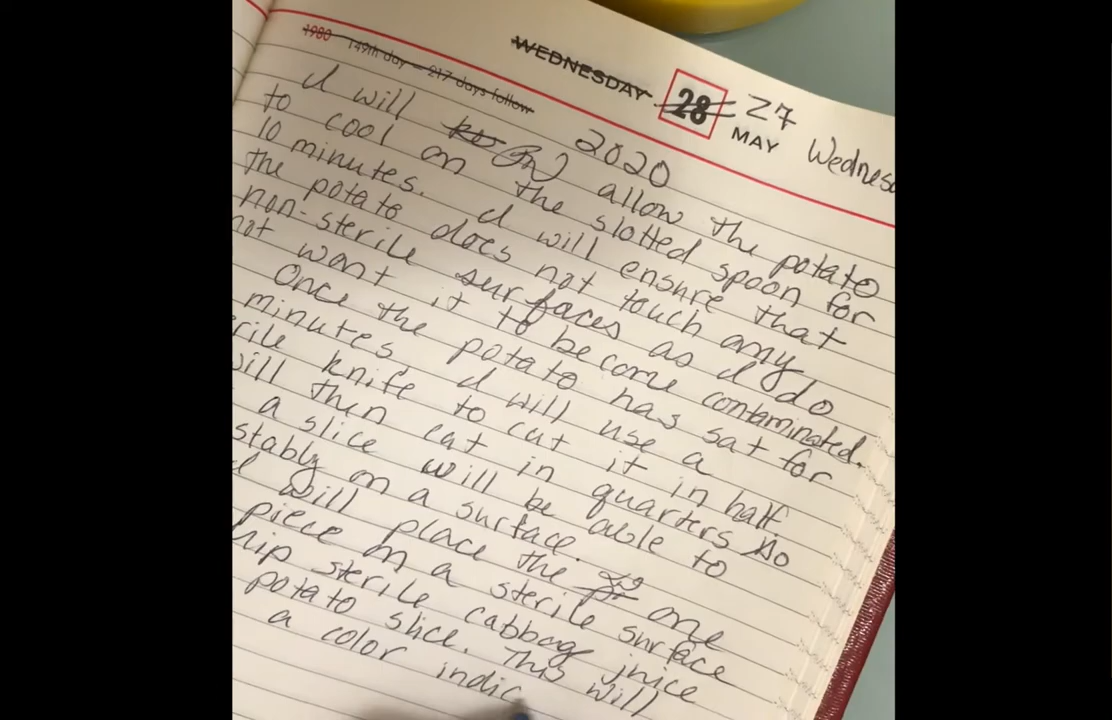 1980 149th day – 217 days follow
WEDNESDAY 28 27 Wednes
MAY
2020
I will allow the potato
to cool on the slotted spoon for
10 minutes. I will ensure that
the potato does not touch any
non-sterile surfaces as I do
not want it to become contaminated.
Once the potato has sat for
minutes I will use a
rile knife to cut it in half
will then cut in quarters so
a slice will be able to
stably on a surface.
I will place the one
piece on a sterile surface
rip sterile cabbage juice
potato slice. This will
a color indic